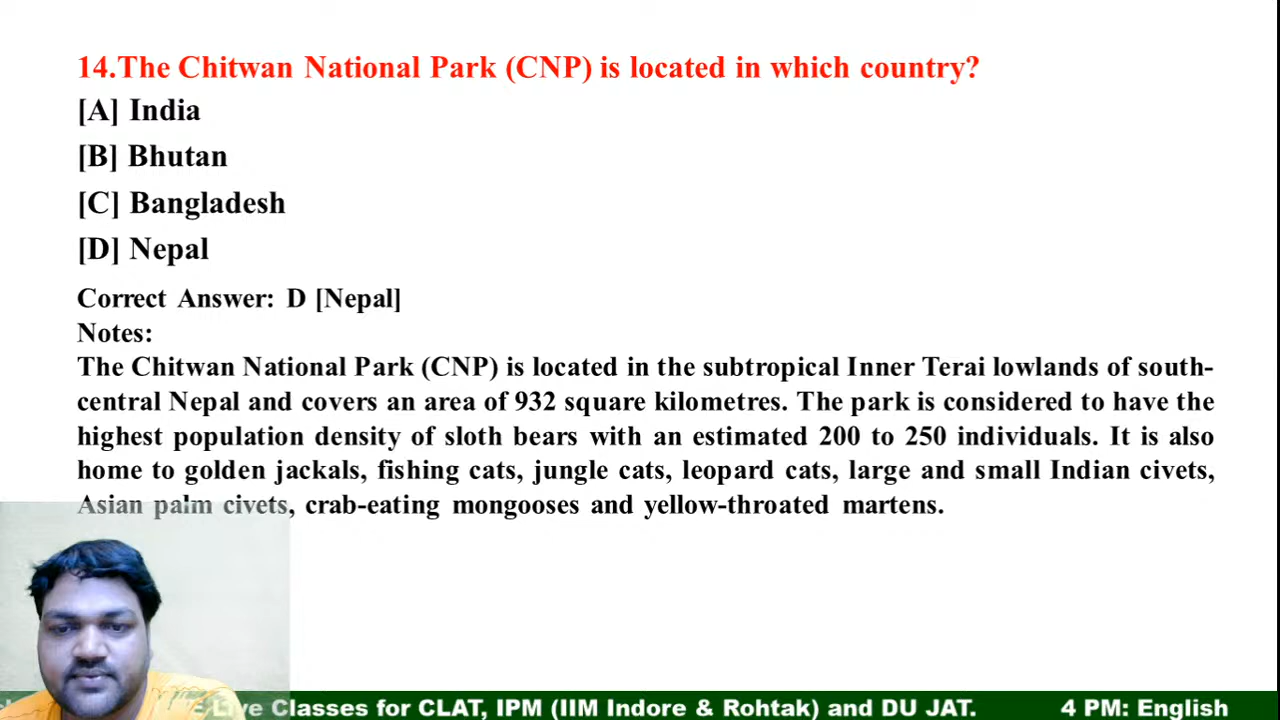 14.The Chitwan National Park (CNP) is located in which country?
[A] India
[B] Bhutan
[C] Bangladesh
[D] Nepal
Correct Answer: D [Nepal]
Notes:
The Chitwan National Park (CNP) is located in the subtropical Inner Terai lowlands of south-
central Nepal and covers an area of 932 square kilometres. The park is considered to have the
highest population density of sloth bears with an estimated 200 to 250 individuals. It is also
home to golden jackals, fishing cats, jungle cats, leopard cats, large and small Indian civets,
Asian palm civets, crab-eating mongooses and yellow-throated martens.
Live Classes for CLAT, IPM (IIM Indore & Rohtak) and DU JAT. 4 PM: English